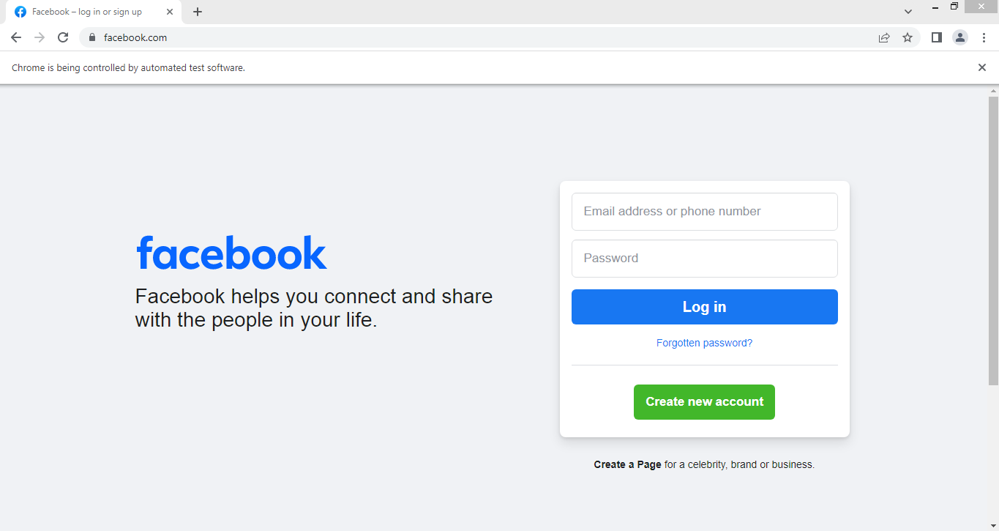 Facebook – log in or sign up
facebook.com
Chrome is being controlled by automated test software.
facebook
Facebook helps you connect and share
with the people in your life.
Email address or phone number
Password
Log in
Forgotten password?
Create new account
Create a Page for a celebrity, brand or business.